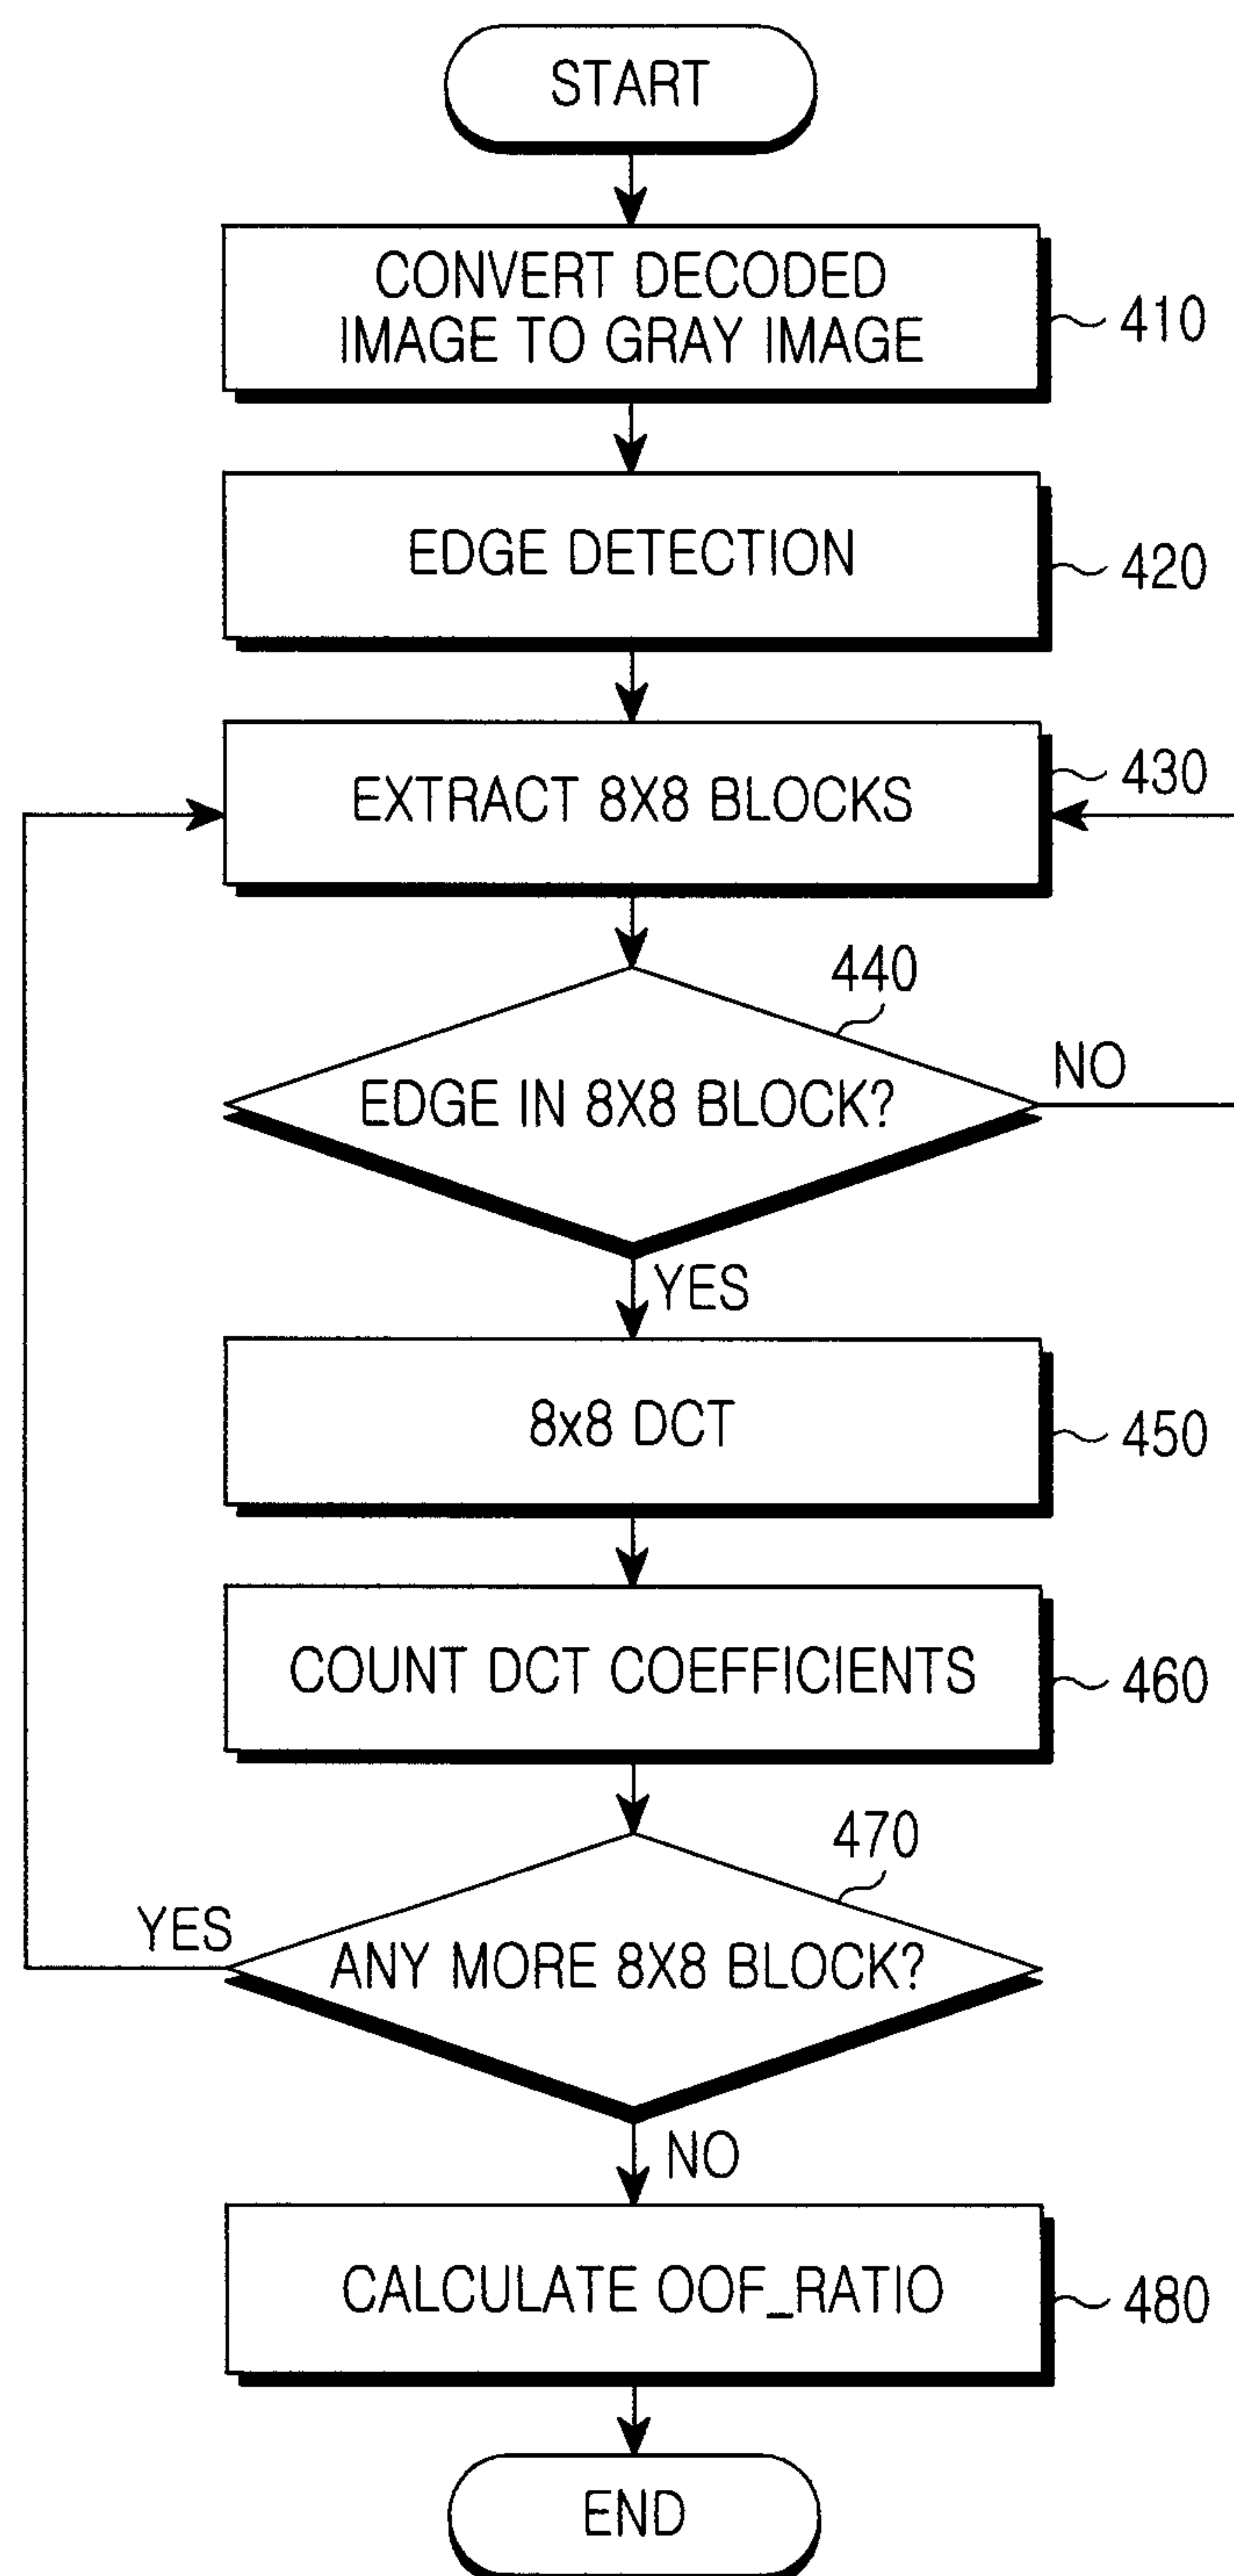 START
CONVERT DECODED
IMAGE TO GRAY IMAGE
410
EDGE DETECTION
420
EXTRACT 8X8 BLOCKS
430
440
EDGE IN 8X8 BLOCK?
NO
YES
8x8 DCT
450
COUNT DCT COEFFICIENTS
460
470
YES
ANY MORE 8X8 BLOCK?
NO
CALCULATE OOF_RATIO
480
END